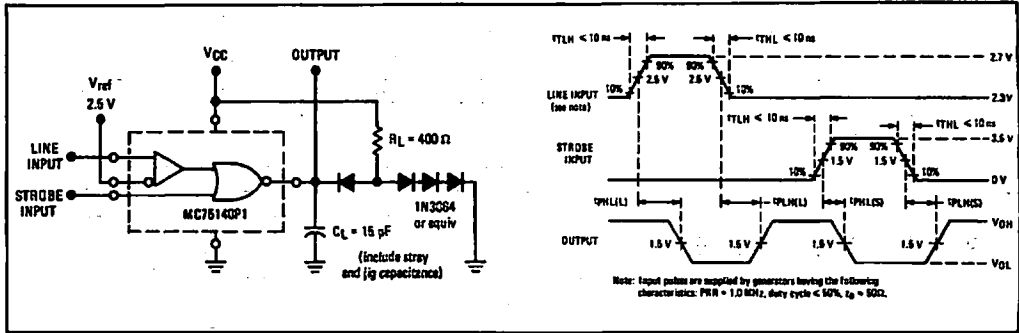 VCC
OUTPUT
Vref
2.5 V
LINE
INPUT
STROBE
INPUT
RL = 400 Ω
MC75140P1
1N3064
or equiv
CL = 15 pF
(include stray
and jig capacitance)
tTLH < 10 ns
tTHL < 10 ns
90%
90%
2.7 V
2.5 V
2.5 V
10%
10%
2.3 V
LINE INPUT
(see note)
tTLH < 10 ns
tTHL < 10 ns
3.5 V
90%
90%
STROBE
INPUT
1.5 V
1.5 V
10%
10%
0 V
tPHL(L)
tPLH(L)
tPHL(S)
tPLH(S)
VOH
OUTPUT
1.5 V
1.5 V
1.5 V
1.5 V
VOL
Note: Input pulses are supplied by generators having the following
characteristics: PRR = 1.0 MHz, duty cycle < 50%, zo = 50Ω.